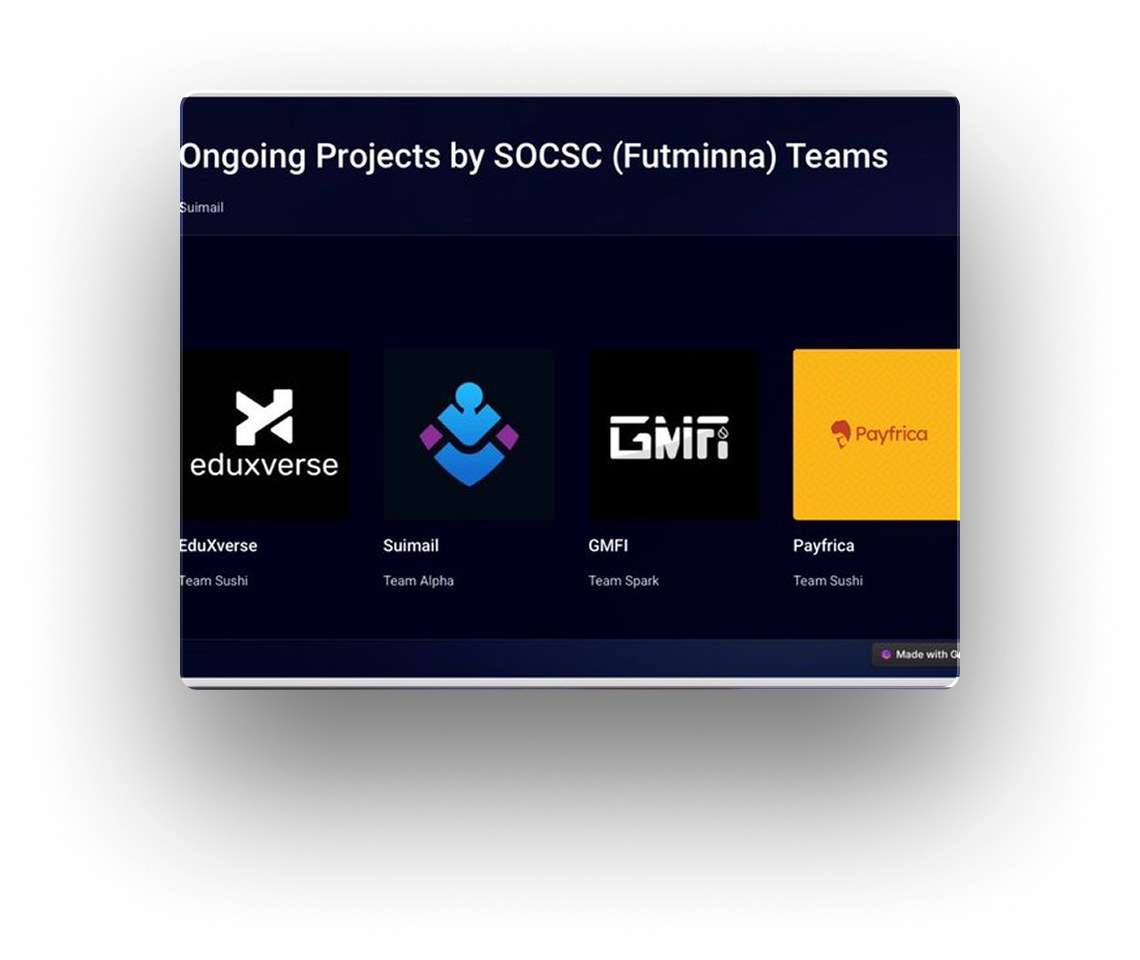 Ongoing Projects by SOCSC (Futminna) Teams
Suimail
eduxverse
GMFI
Payfrica
EduXverse
Suimail
GMFI
Payfrica
Team Sushi
Team Alpha
Team Spark
Team Sushi
Made with